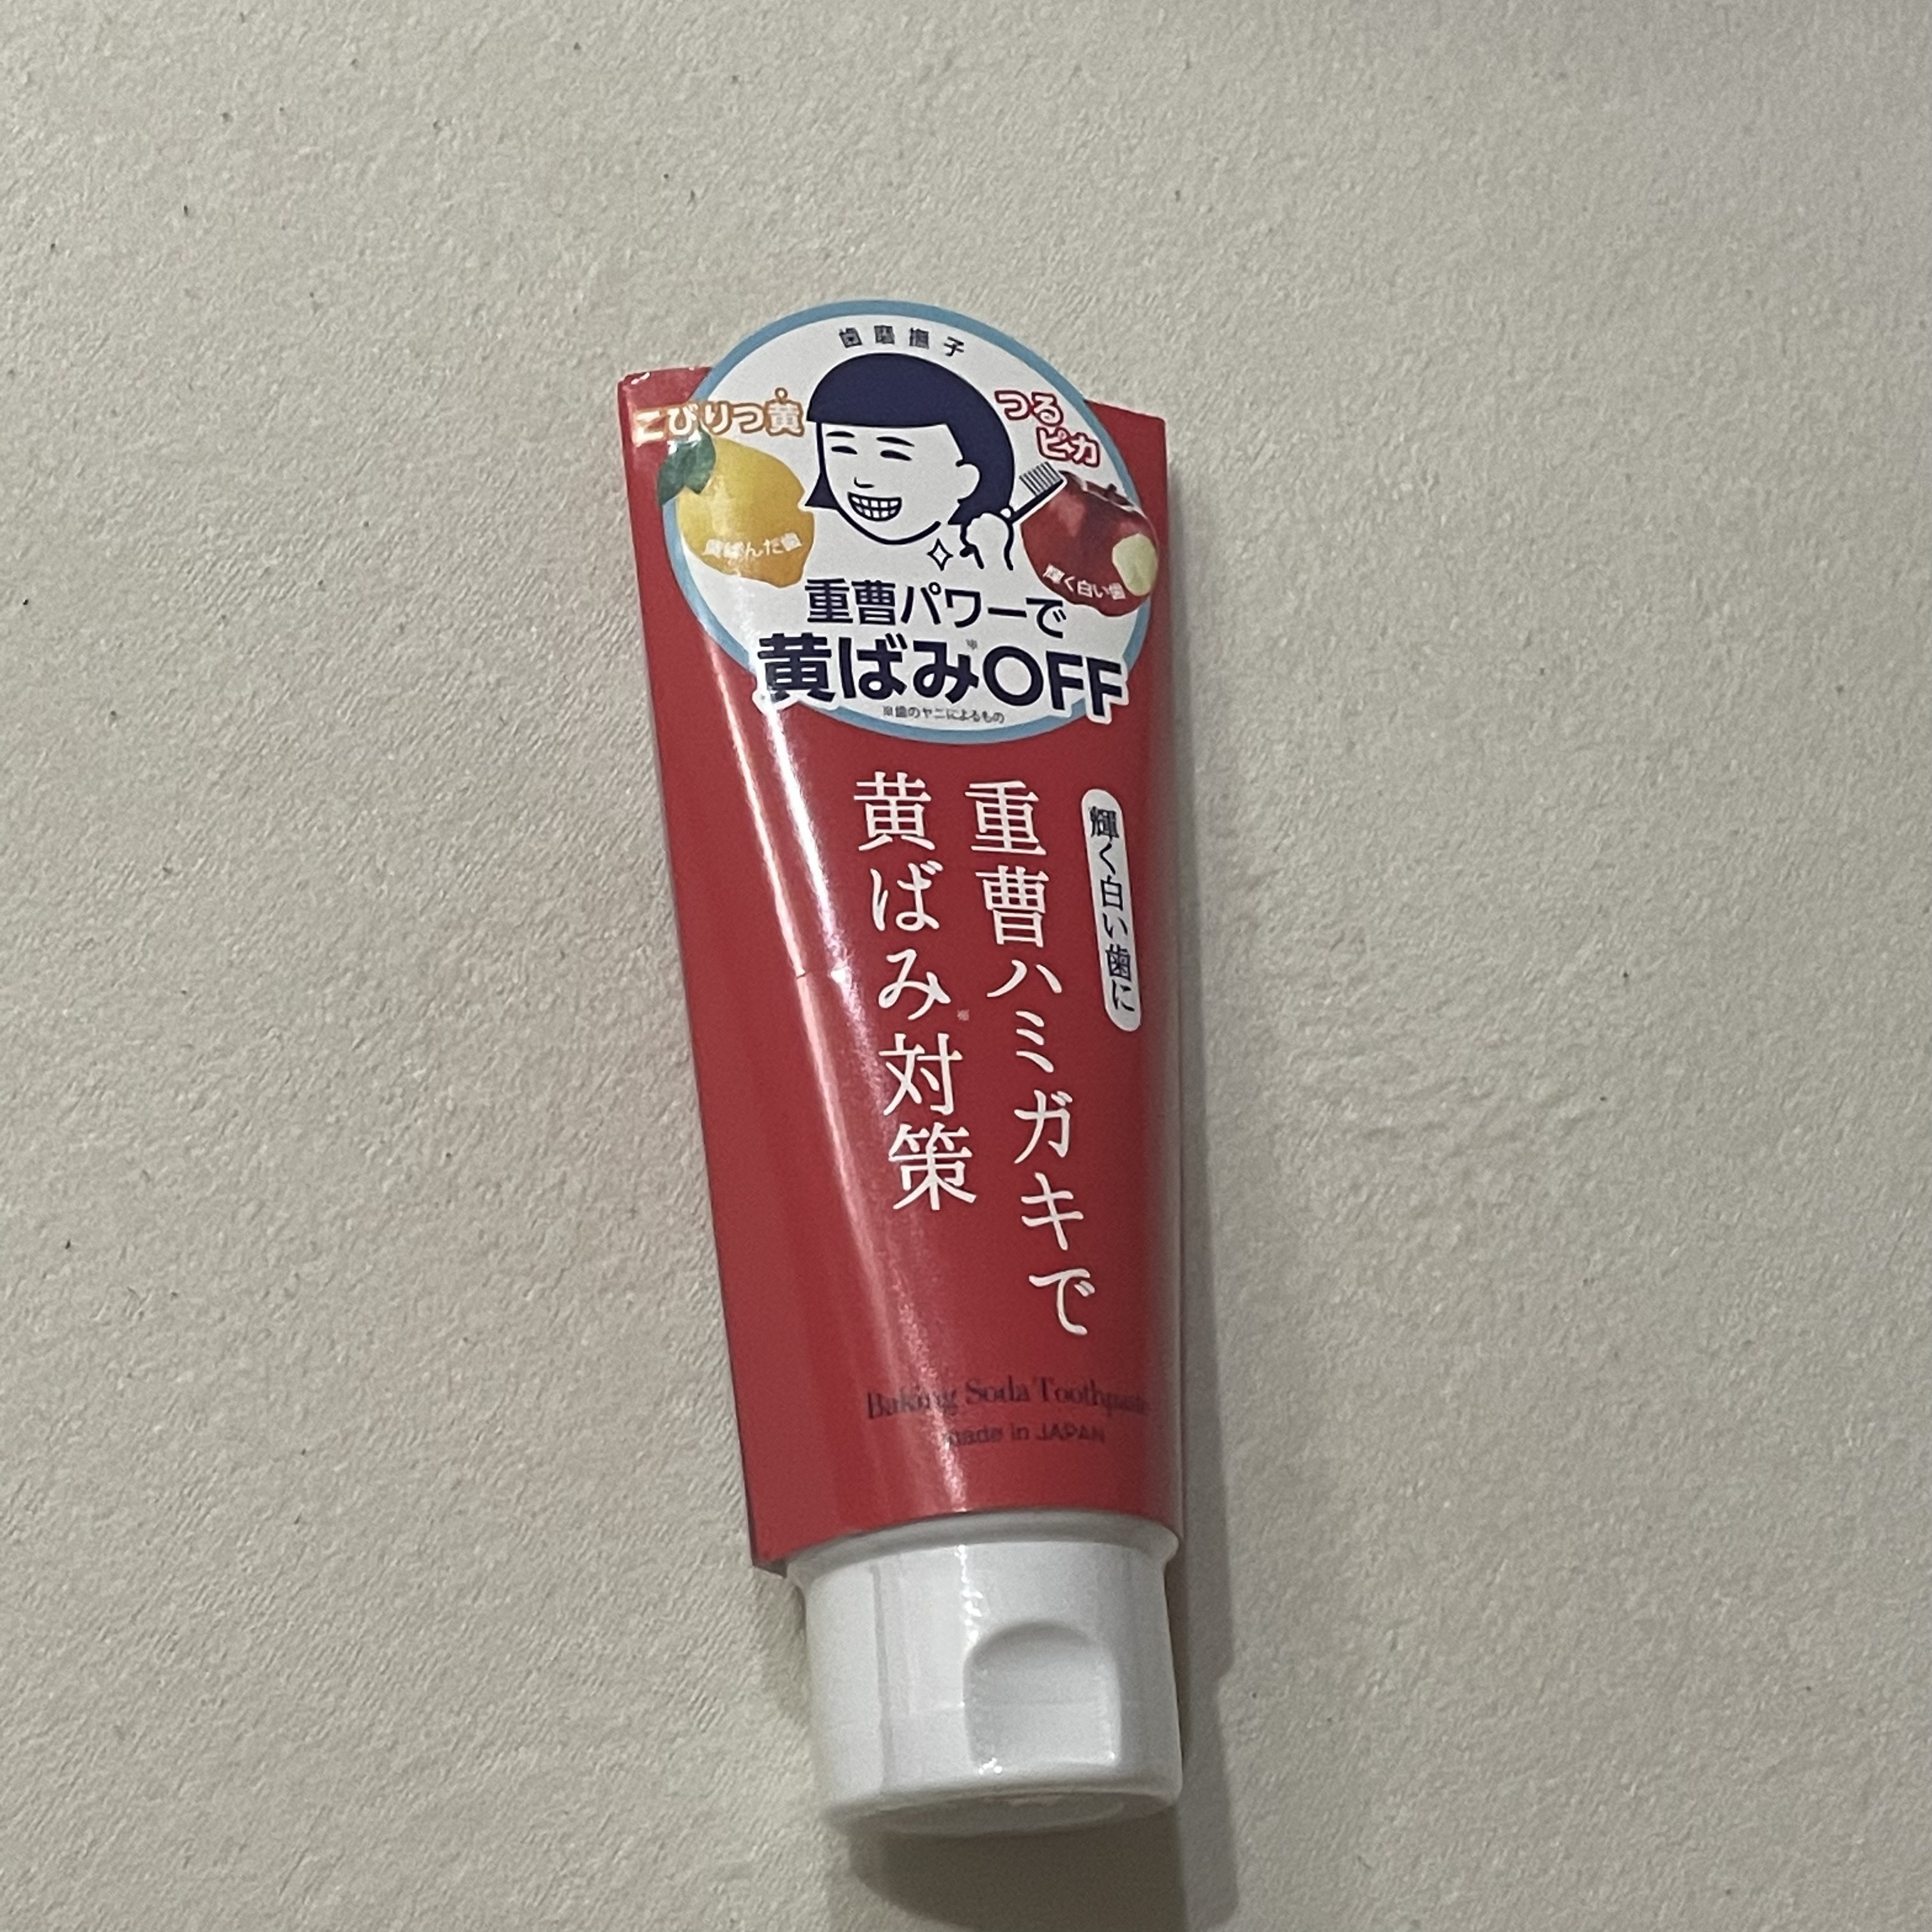 歯磨撫子
こびりつ黄
つる
ピカ
黄ばんだ歯
輝く白い歯
重曹パワーで
黄ばみ※OFF
※歯のヤニによるもの
輝く白い歯に
重曹ハミガキで
黄ばみ※対策
Baking Soda Toothpaste
made in JAPAN